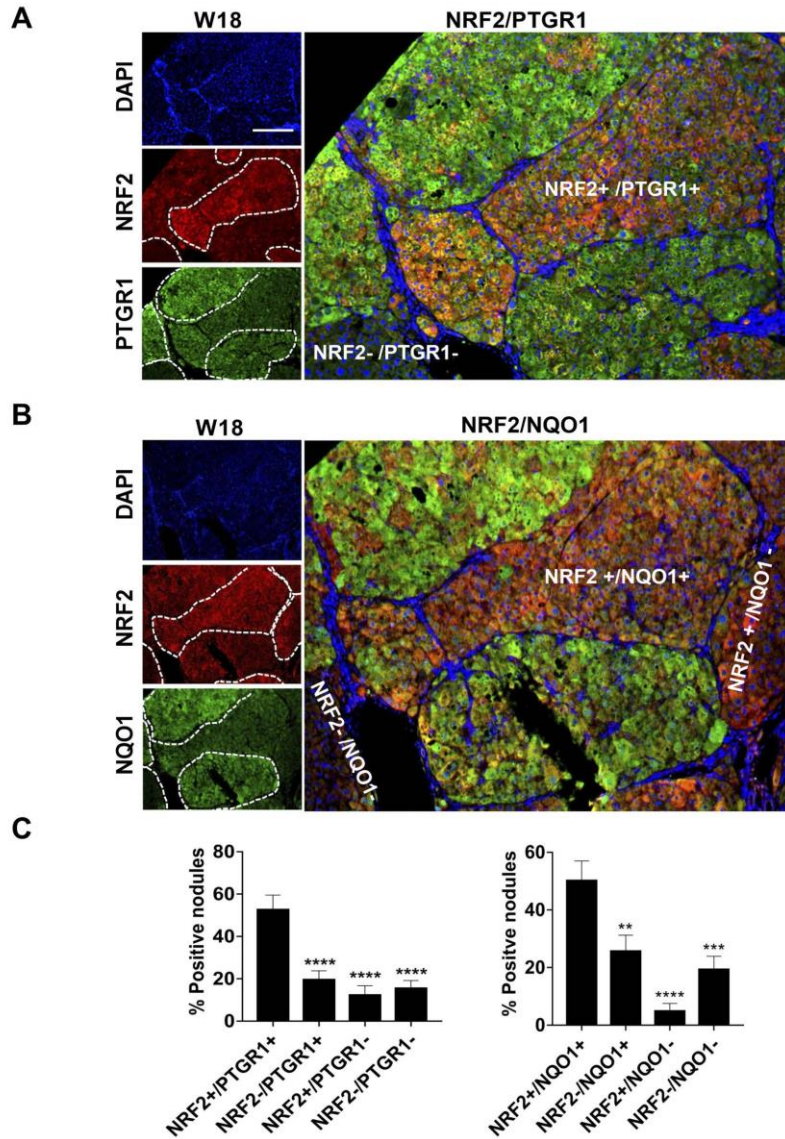 A
W18
NRF2/PTGR1
DAPI
NRF2
PTGR1
NRF2+ /PTGR1+
NRF2- /PTGR1-
B
W18
NRF2/NQO1
DAPI
NRF2
NQO1
NRF2 +/NQO1+
NRF2 +/NQO1 -
NRF2- /NQO1-
C
% Positive nodules
80
60
40
20
0
****
****
****
NRF2+/PTGR1+
NRF2-/PTGR1+
NRF2+/PTGR1-
NRF2-/PTGR1-
% Positve nodules
60
40
20
0
**
****
***
NRF2+/NQO1+
NRF2-/NQO1+
NRF2+/NQO1-
NRF2-/NQO1-